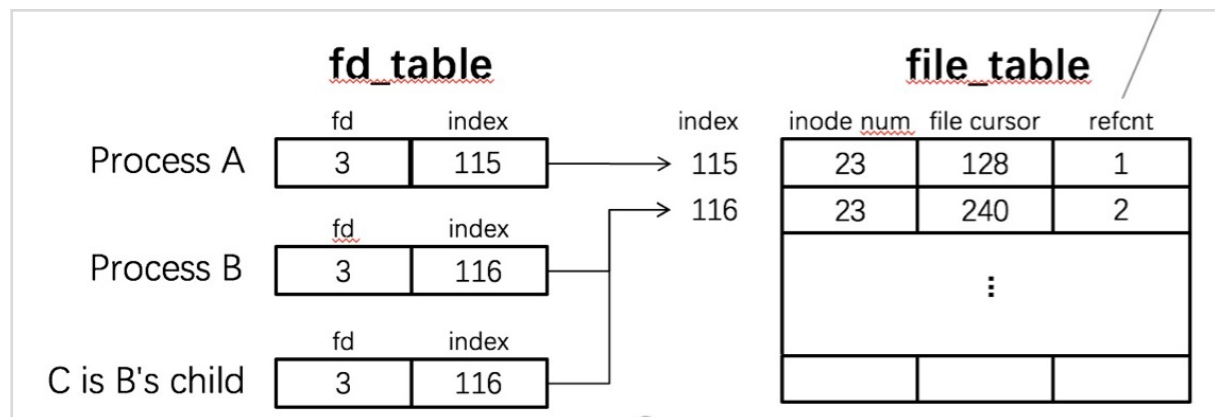 fd_table file_table
fd index index inode num file cursor refcnt
Process A 3 115 115 23 128 1
116 23 240 2
fd index
Process B 3 116
⋮
fd index
C is B's child 3 116